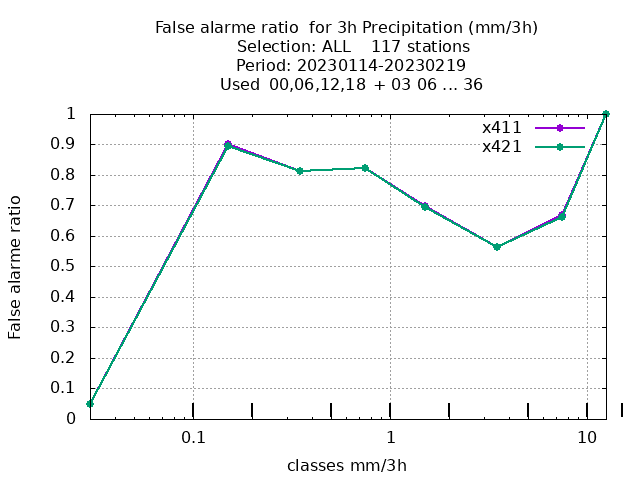 False alarme ratio  for 3h Precipitation (mm/3h)
Selection: ALL    117 stations
Period: 20230114-20230219
Used  00,06,12,18  + 03 06 ... 36
x411
x421
1
0.9
0.8
0.7
0.6
0.5
0.4
0.3
0.2
0.1
0
False alarme ratio
0.1 1 10
classes mm/3h